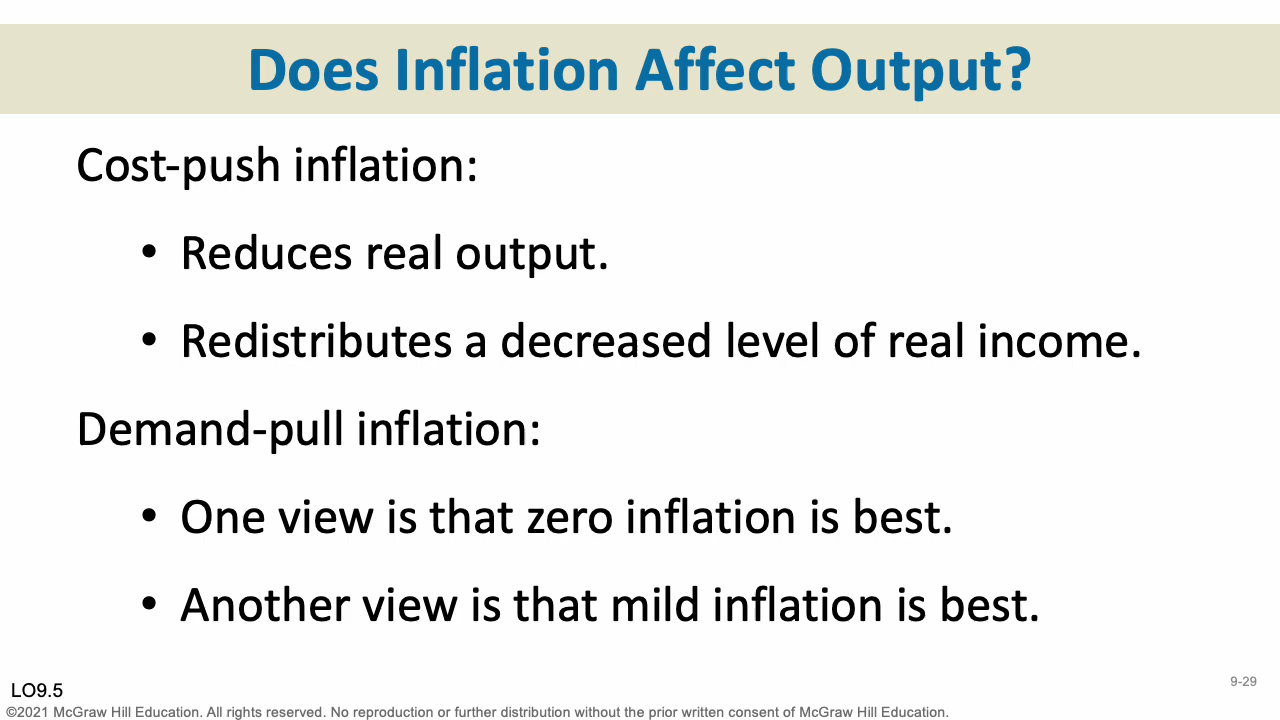 Does Inflation Affect Output?
Cost-push inflation:
• Reduces real output.
• Redistributes a decreased level of real income.
Demand-pull inflation:
• One view is that zero inflation is best.
• Another view is that mild inflation is best.
LO9.5
9-29
©2021 McGraw Hill Education. All rights reserved. No reproduction or further distribution without the prior written consent of McGraw Hill Education.